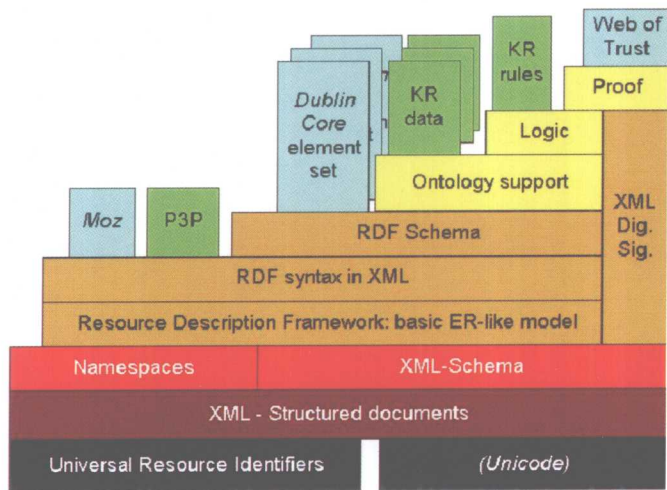 Web of
Trust
KR
rules
Proof
Dublin
Core
element
set
KR
data
Logic
Ontology support
XML
Dig.
Sig.
Moz
P3P
RDF Schema
RDF syntax in XML
Resource Description Framework: basic ER-like model
Namespaces
XML-Schema
XML - Structured documents
Universal Resource Identifiers
(Unicode)